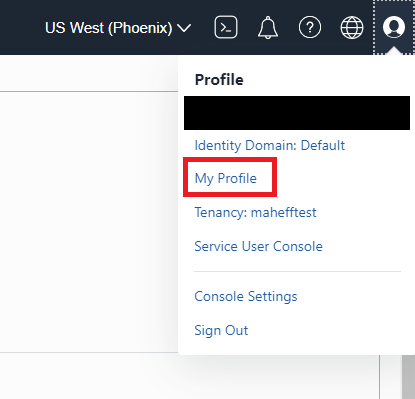 US West (Phoenix)
Profile
Identity Domain: Default
My Profile
Tenancy: mahefftest
Service User Console
Console Settings
Sign Out